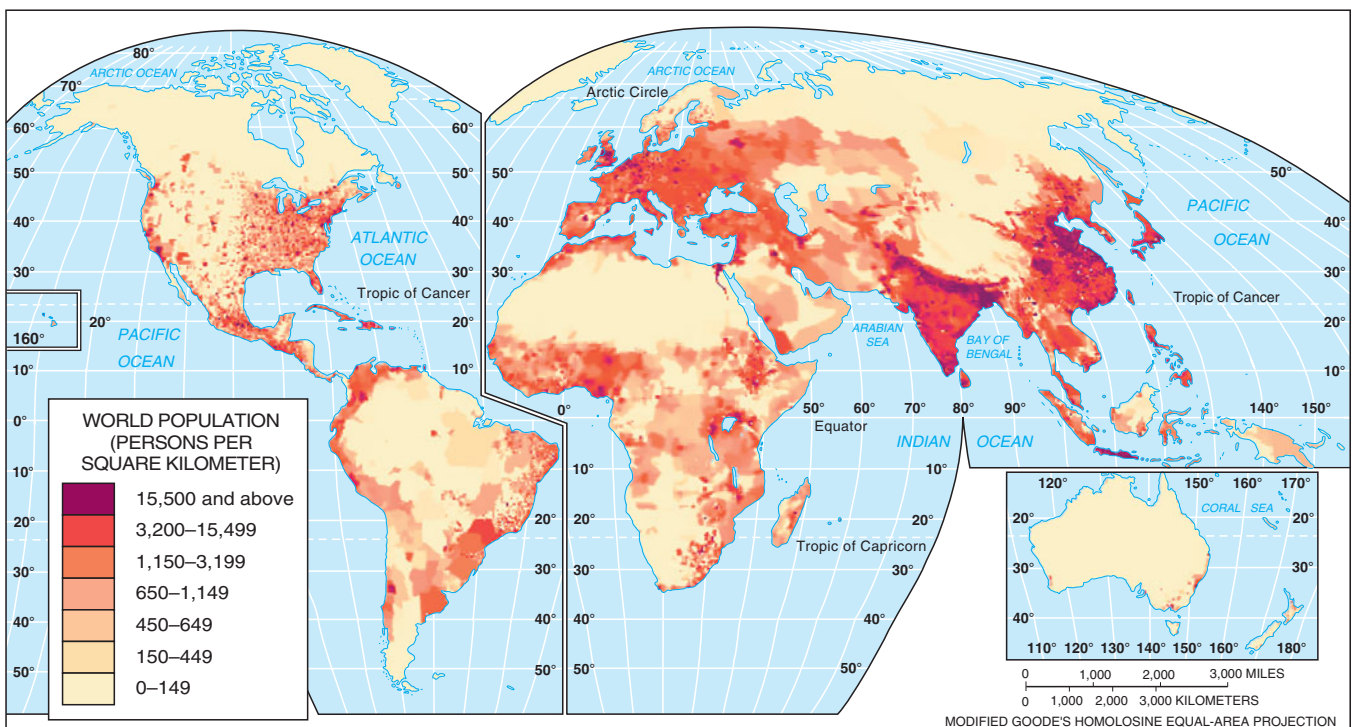 80°
ARCTIC OCEAN
70°
60°
50°
40°
30°
20°
160°
10°
0°
10°
20°
30°
40°
50°
60°
50°
40°
30°
20°
10°
0°
10°
20°
30°
40°
50°
ATLANTIC
OCEAN
Tropic of Cancer
PACIFIC
OCEAN
ARCTIC OCEAN
Arctic Circle
50°
40°
30°
20°
10°
PACIFIC
OCEAN
Tropic of Cancer
ARABIAN
SEA
BAY OF
BENGAL
0°
50°
60°
70°
80°
90°
140°
150°
Equator
INDIAN
OCEAN
10°
20°
Tropic of Capricorn
30°
50°
10°
20°
30°
40°
WORLD POPULATION
(PERSONS PER
SQUARE KILOMETER)
15,500 and above
3,200–15,499
1,150–3,199
650–1,149
450–649
150–449
0–149
120°
150°
160°
170°
CORAL SEA
20°
30°
40°
20°
30°
40°
110°
120°
130°
140°
150°
160°
180°
0 1,000 2,000 3,000 MILES
0 1,000 2,000 3,000 KILOMETERS
MODIFIED GOODE'S HOMOLOSINE EQUAL-AREA PROJECTION